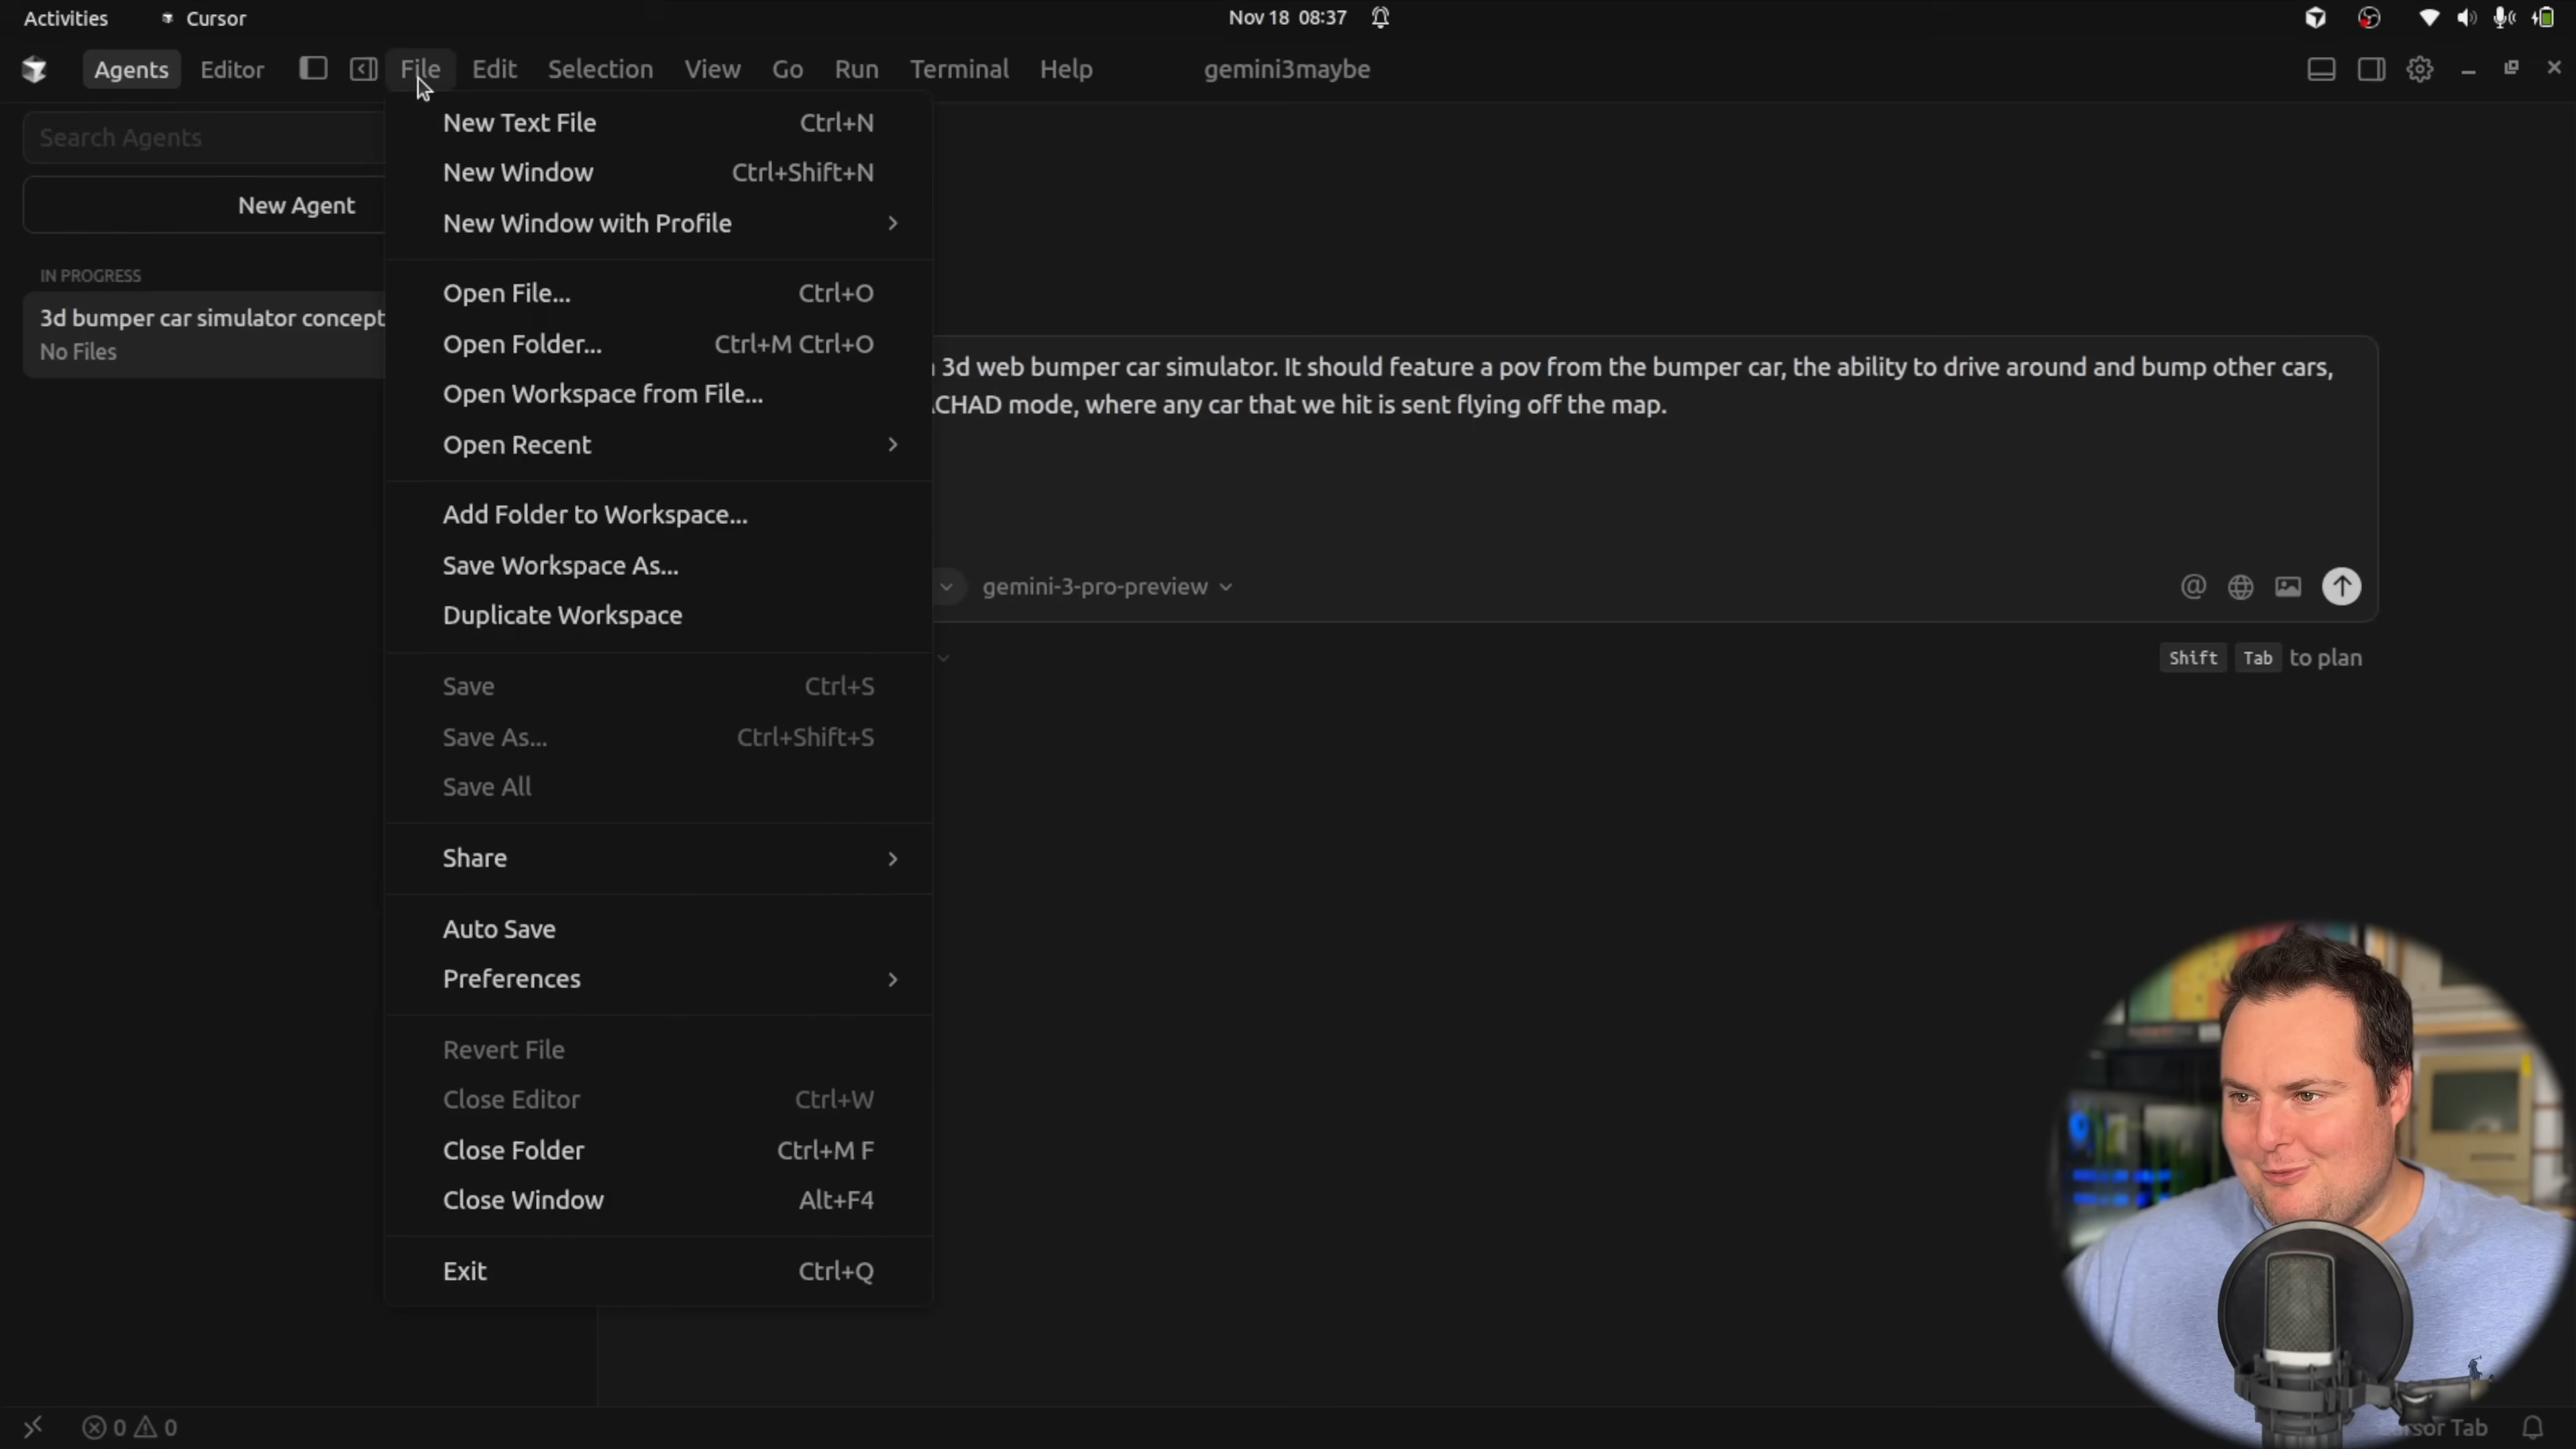 Activities Cursor Nov 18 08:37
Agents Editor File Edit Selection View Go Run Terminal Help gemini3maybe
Search Agents
New Agent
IN PROGRESS
3d bumper car simulator concept
No Files
New Text File Ctrl+N
New Window Ctrl+Shift+N
New Window with Profile
Open File... Ctrl+O
Open Folder... Ctrl+M Ctrl+O
Open Workspace from File...
Open Recent
Add Folder to Workspace...
Save Workspace As...
Duplicate Workspace
Save Ctrl+S
Save As... Ctrl+Shift+S
Save All
Share
Auto Save
Preferences
Revert File
Close Editor Ctrl+W
Close Folder Ctrl+M F
Close Window Alt+F4
Exit Ctrl+Q
3d web bumper car simulator. It should feature a pov from the bumper car, the ability to drive around and bump other cars,
CHAD mode, where any car that we hit is sent flying off the map.
gemini-3-pro-preview
Shift Tab to plan
0 0
sor Tab